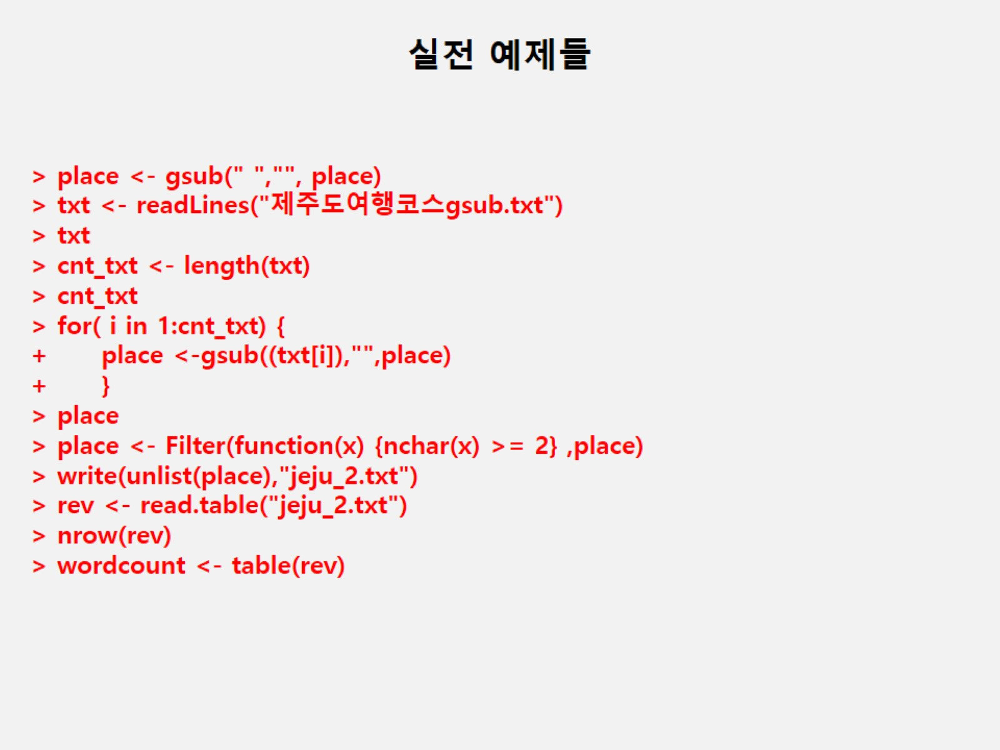 실전 예제들
> place <- gsub(" ","", place)
> txt <- readLines("제주도여행코스gsub.txt")
> txt
> cnt_txt <- length(txt)
> cnt_txt
> for( i in 1:cnt_txt) {
+     place <-gsub((txt[i]),"",place)
+     }
> place
> place <- Filter(function(x) {nchar(x) >= 2} ,place)
> write(unlist(place),"jeju_2.txt")
> rev <- read.table("jeju_2.txt")
> nrow(rev)
> wordcount <- table(rev)